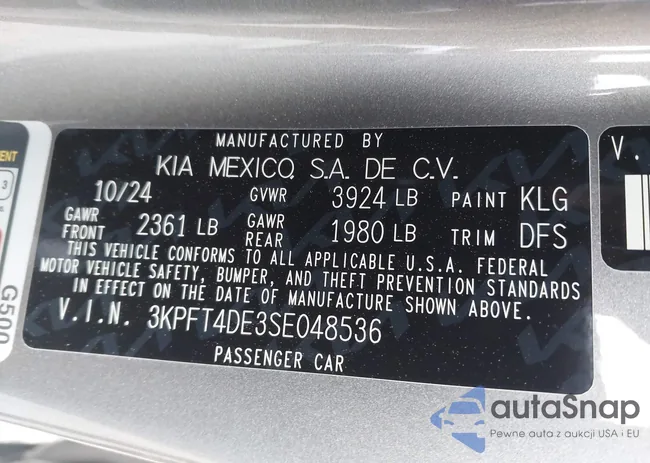 MANUFACTURED BY
KIA MEXICO, S.A. DE C.V.
10/24 GVWR 3924 LB PAINT KLG
GAWR FRONT 2361 LB GAWR REAR 1980 LB TRIM DFS
THIS VEHICLE CONFORMS TO ALL APPLICABLE U.S.A. FEDERAL
MOTOR VEHICLE SAFETY, BUMPER, AND THEFT PREVENTION STANDARDS
IN EFFECT ON THE DATE OF MANUFACTURE SHOWN ABOVE.
V.I.N. 3KPFT4DE3SE048536
PASSENGER CAR
V.
3
G500
autaSnap
Pewne auta z aukcji USA i EU